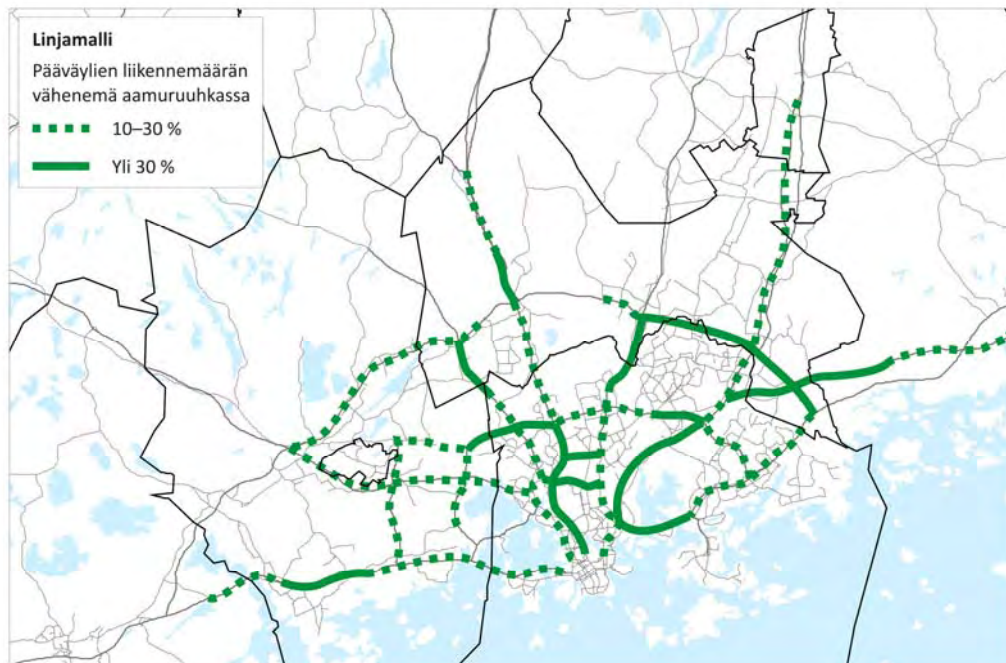 Linjamalli
Pääväylien liikennemäärän
vähenemä aamuruuhkassa
10–30 %
Yli 30 %